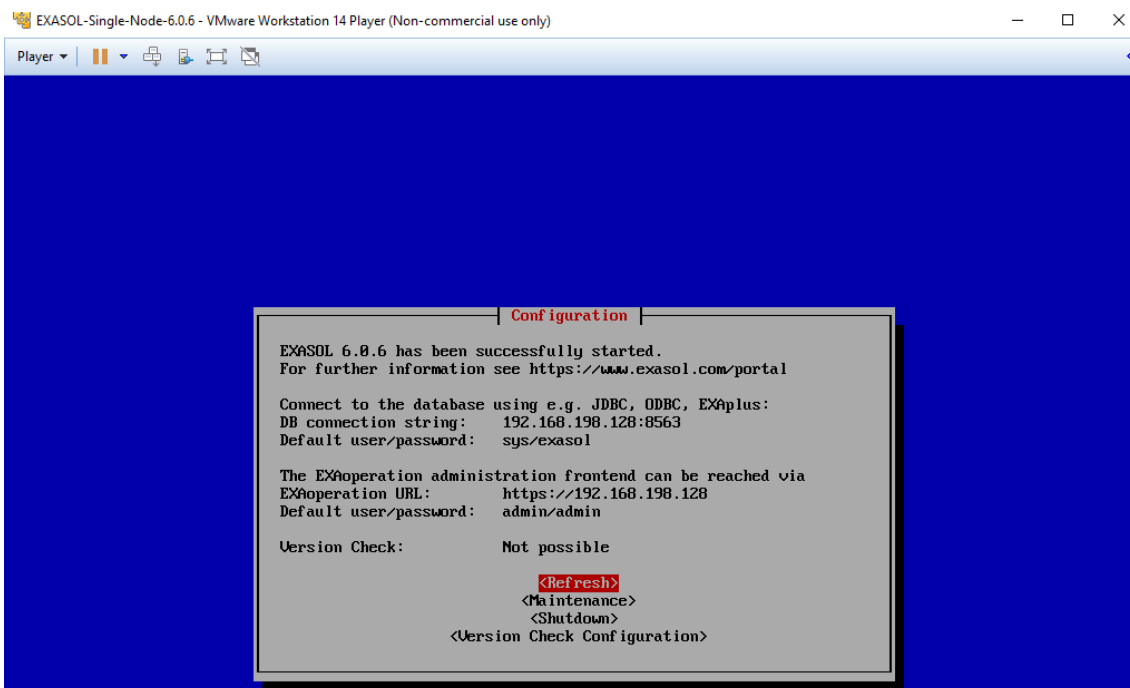 EXASOL-Single-Node-6.0.6 - VMware Workstation 14 Player (Non-commercial use only)
Player
Configuration
EXASOL 6.0.6 has been successfully started.
For further information see https://www.exasol.com/portal
Connect to the database using e.g. JDBC, ODBC, EXAplus:
DB connection string: 192.168.198.128:8563
Default user/password: sys/exasol
The EXAoperation administration frontend can be reached via
EXAoperation URL: https://192.168.198.128
Default user/password: admin/admin
Version Check: Not possible
<Refresh>
<Maintenance>
<Shutdown>
<Version Check Configuration>